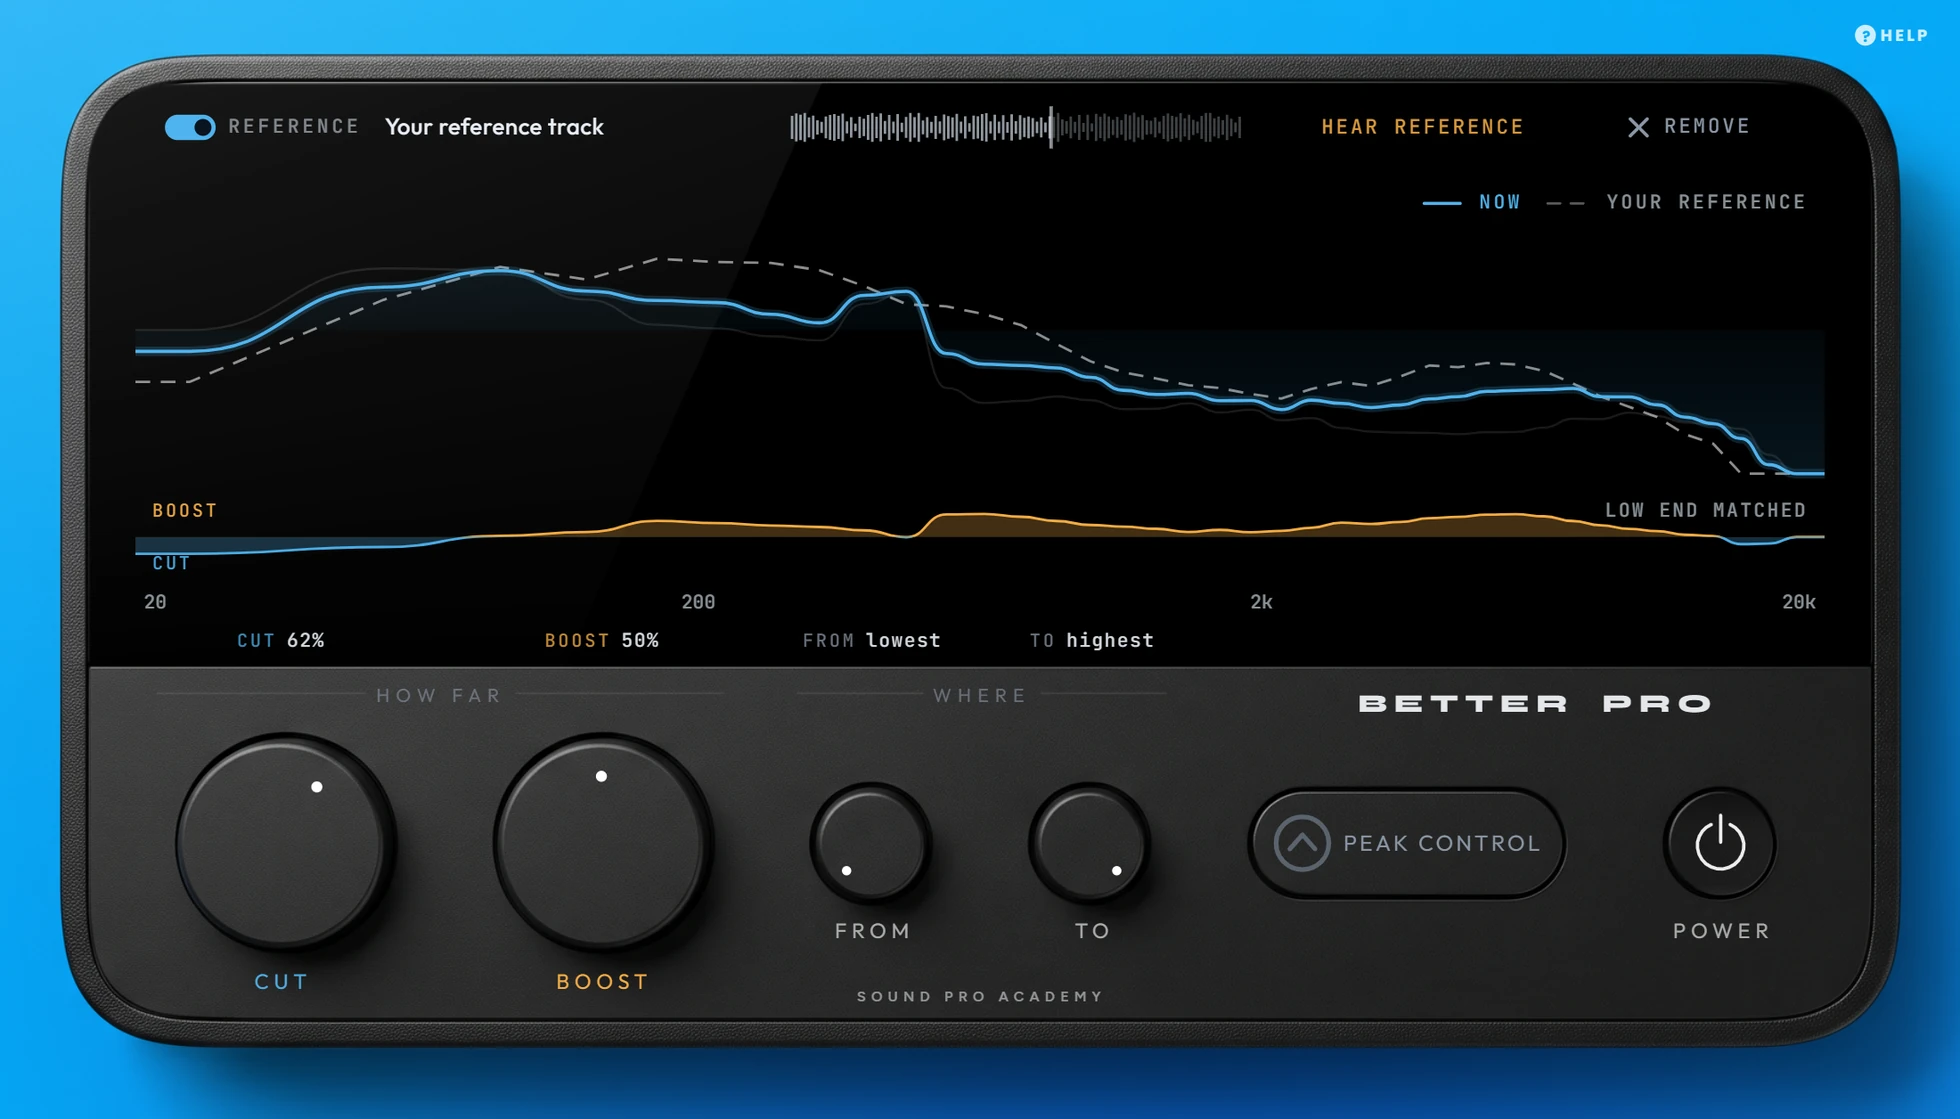 ? HELP
REFERENCE Your reference track HEAR REFERENCE REMOVE
NOW YOUR REFERENCE
BOOST LOW END MATCHED
CUT
20 200 2k 20k
CUT 62% BOOST 50% FROM lowest TO highest
HOW FAR WHERE BETTER PRO
PEAK CONTROL
FROM TO POWER
CUT BOOST
SOUND PRO ACADEMY